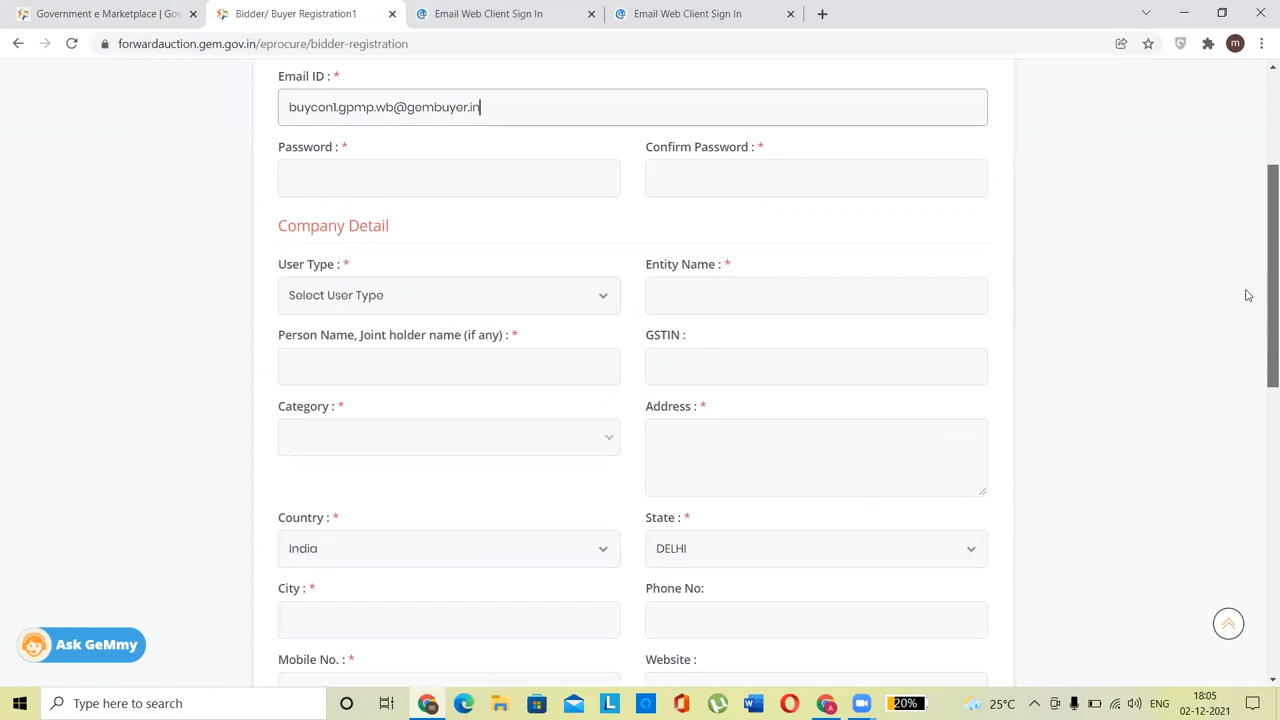 Government e Marketplace | Gov
Bidder/ Buyer Registration1
Email Web Client Sign In
Email Web Client Sign In
forwardauction.gem.gov.in/eprocure/bidder-registration
m
Email ID : *
buycon1.gpmp.wb@gembuyer.in
Password : * Confirm Password : *
Company Detail
User Type : * Entity Name : *
Select User Type
Person Name, Joint holder name (if any) : * GSTIN :
Category : * Address : *
Country : * State : *
India DELHI
City : * Phone No:
Ask GeMmy
Mobile No. : * Website :
Type here to search
20%
25°C
18:05
02-12-2021